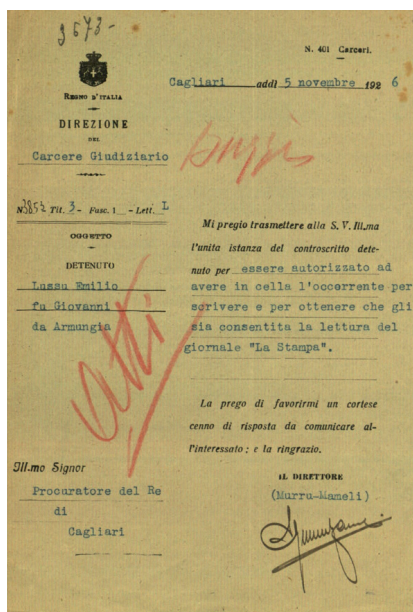 3673-
N. 401 Carceri.
REGNO D'ITALIA
Cagliari addì 5 novembre 1926
DIREZIONE
DEL
Carcere Giudiziario
N. 3852 Tit. 3 - Fasc. 1 - Lett. L
OGGETTO
DETENUTO
Lussu Emilio
fu Giovanni
da Armungia
Mi pregio trasmettere alla S. V. Ill.ma
l'unita istanza del controscritto dete-
nuto per essere autorizzato ad
avere in cella l'occorrente per
scrivere e per ottenere che gli
sia consentita la lettura del
giornale "La Stampa".
atti
La prego di favorirmi un cortese
cenno di risposta da comunicare al-
l'interessato; e la ringrazio.
Ill.mo Signor
Procuratore del Re
di
Cagliari
IL DIRETTORE
(Murru-Mameli)